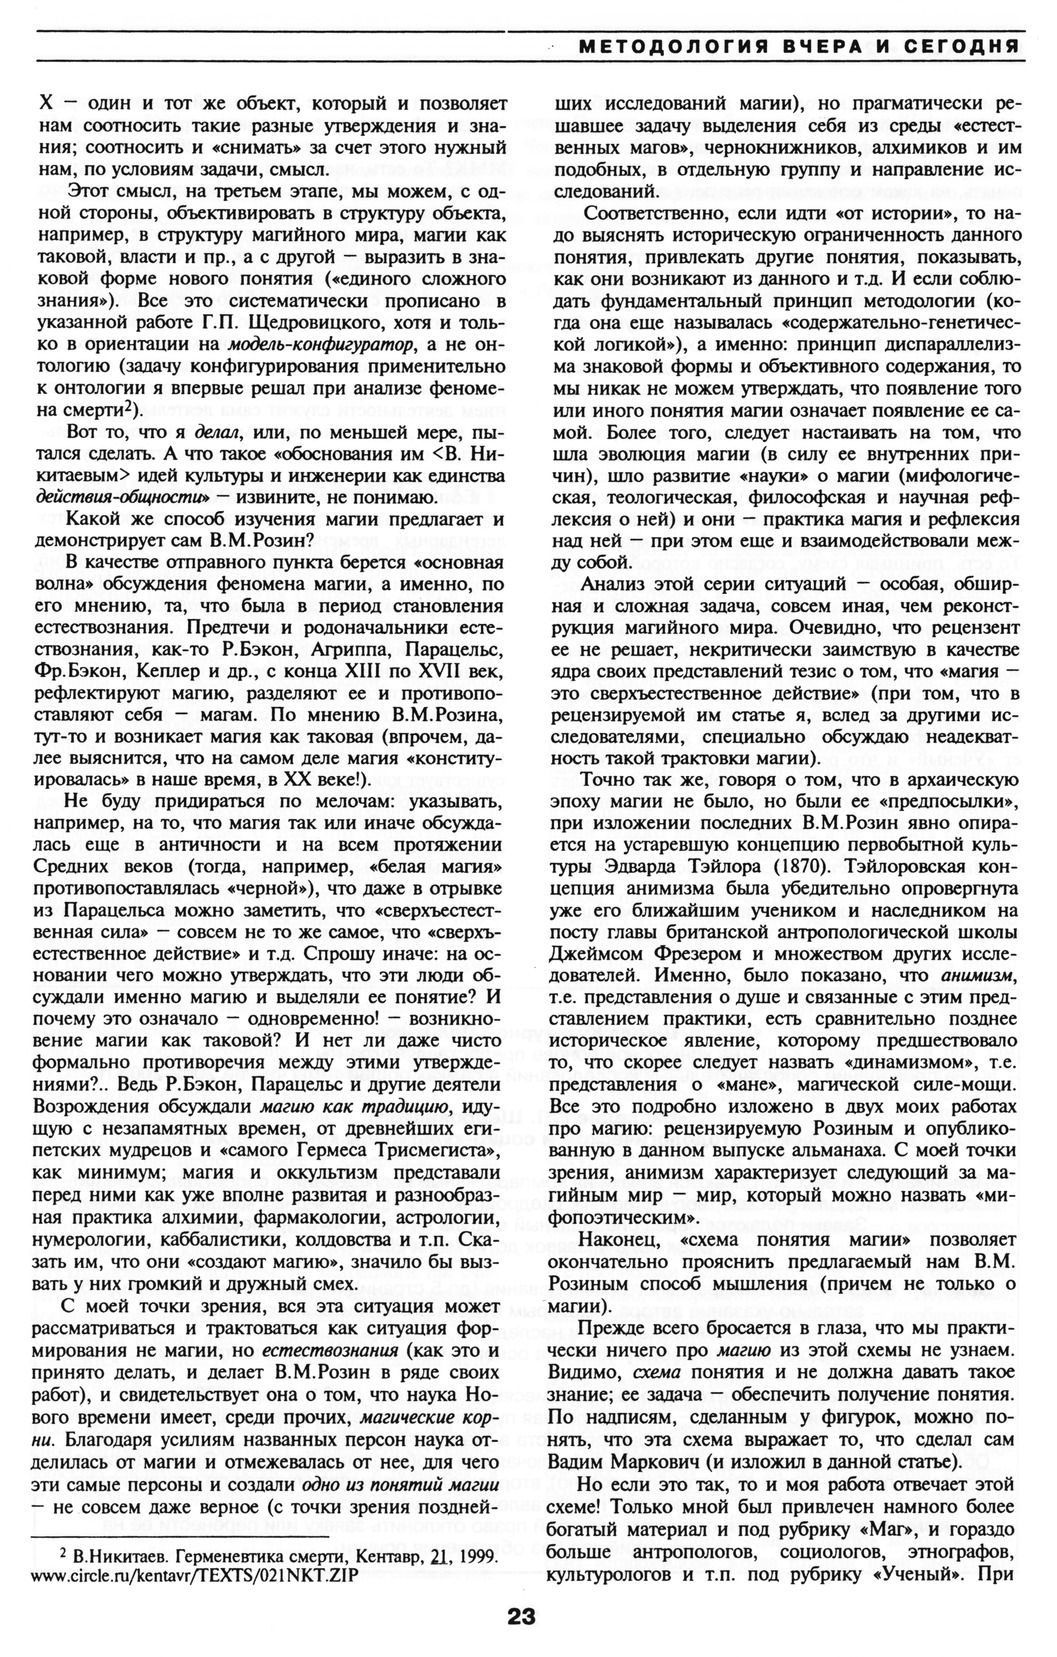 МЕТОДОЛОГИЯ ВЧЕРА И СЕГОДНЯ
X — один и тот же объект, который и позволяет
нам соотносить такие разные утверждения и зна-
ния; соотносить и «снимать» за счет этого нужный
нам, по условиям задачи, смысл.
Этот смысл, на третьем этапе, мы можем, с од-
ной стороны, объективировать в структуру объекта,
например, в структуру магийного мира, магии как
таковой, власти и пр., а с другой — выразить в зна-
ковой форме нового понятия («единого сложного
знания»). Все это систематически прописано в
указанной работе Г.П. Щедровицкого, хотя и толь-
ко в ориентации на модель-конфигуратор, а не он-
тологию (задачу конфигурирования применительно
к онтологии я впервые решал при анализе феноме-
на смерти2).
Вот то, что я делал, или, по меньшей мере, пы-
тался сделать. А что такое «обоснования им <В. Ни-
китаевым> идей культуры и инженерии как единства
действия-общности» — извините, не понимаю.
Какой же способ изучения магии предлагает и
демонстрирует сам В.М.Розин?
В качестве отправного пункта берется «основная
волна» обсуждения феномена магии, а именно, по
его мнению, та, что была в период становления
естествознания. Предтечи и родоначальники есте-
ствознания, как-то Р.Бэкон, Агриппа, Парацельс,
Фр.Бэкон, Кеплер и др., с конца XIII по XVII век,
рефлектируют магию, разделяют ее и противопо-
ставляют себя — магам. По мнению В.М.Розина,
тут-то и возникает магия как таковая (впрочем, да-
лее выяснится, что на самом деле магия «конститу-
ировалась» в наше время, в XX веке!).
Не буду придираться по мелочам: указывать,
например, на то, что магия так или иначе обсужда-
лась еще в античности и на всем протяжении
Средних веков (тогда, например, «белая магия»
противопоставлялась «черной»), что даже в отрывке
из Парацельса можно заметить, что «сверхъестест-
венная сила» — совсем не то же самое, что «сверхъ-
естественное действие» и т.д. Спрошу иначе: на ос-
новании чего можно утверждать, что эти люди об-
суждали именно магию и выделяли ее понятие? И
почему это означало — одновременно! — возникно-
вение магии как таковой? И нет ли даже чисто
формально противоречия между этими утвержде-
ниями?.. Ведь Р.Бэкон, Парацельс и другие деятели
Возрождения обсуждали магию как традицию, иду-
щую с незапамятных времен, от древнейших еги-
петских мудрецов и «самого Гермеса Трисмегиста»,
как минимум; магия и оккультизм представали
перед ними как уже вполне развитая и разнообраз-
ная практика алхимии, фармакологии, астрологии,
нумерологии, каббалистики, колдовства и т.п. Ска-
зать им, что они «создают магию», значило бы выз-
вать у них громкий и дружный смех.
С моей точки зрения, вся эта ситуация может
рассматриваться и трактоваться как ситуация фор-
мирования не магии, но естествознания (как это и
принято делать, и делает В.М.Розин в ряде своих
работ), и свидетельствует она о том, что наука Но-
вого времени имеет, среди прочих, магические кор-
ни. Благодаря усилиям названных персон наука от-
делилась от магии и отмежевалась от нее, для чего
эти самые персоны и создали одно из понятий магии
— не совсем даже верное (с точки зрения поздней-
2 В.Никитаев. Герменевтика смерти, Кентавр, 21, 1999.
www.circle.ru/kentavr/TEXTS/021NKT.ZIP
ших исследований магии), но прагматически ре-
шавшее задачу выделения себя из среды «естест-
венных магов», чернокнижников, алхимиков и им
подобных, в отдельную группу и направление ис-
следований.
Соответственно, если идти «от истории», то на-
до выяснять историческую ограниченность данного
понятия, привлекать другие понятия, показывать,
как они возникают из данного и т.д. И если соблю-
дать фундаментальный принцип методологии (ко-
гда она еще называлась «содержательно-генетичес-
кой логикой»), а именно: принцип диспараллелиз-
ма знаковой формы и объективного содержания, то
мы никак не можем утверждать, что появление того
или иного понятия магии означает появление ее са-
мой. Более того, следует настаивать на том, что
шла эволюция магии (в силу ее внутренних при-
чин), шло развитие «науки» о магии (мифологиче-
ская, теологическая, философская и научная реф-
лексия о ней) и они — практика магия и рефлексия
над ней — при этом еще и взаимодействовали меж-
ду собой.
Анализ этой серии ситуаций — особая, обшир-
ная и сложная задача, совсем иная, чем реконст-
рукция магийного мира. Очевидно, что рецензент
ее не решает, некритически заимствую в качестве
ядра своих представлений тезис о том, что «магия —
это сверхъестественное действие» (при том, что в
рецензируемой им статье я, вслед за другими ис-
следователями, специально обсуждаю неадекват-
ность такой трактовки магии).
Точно так же, говоря о том, что в архаическую
эпоху магии не было, но были ее «предпосылки»,
при изложении последних В.М.Розин явно опира-
ется на устаревшую концепцию первобытной куль-
туры Эдварда Тэйлора (1870). Тэйлоровская кон-
цепция анимизма была убедительно опровергнута
уже его ближайшим учеником и наследником на
посту главы британской антропологической школы
Джеймсом Фрезером и множеством других иссле-
дователей. Именно, было показано, что анимизм,
т.е. представления о душе и связанные с этим пред-
ставлением практики, есть сравнительно позднее
историческое явление, которому предшествовало
то, что скорее следует назвать «динамизмом», т.е.
представления о «мане», магической силе-мощи.
Все это подробно изложено в двух моих работах
про магию: рецензируемую Розиным и опублико-
ванную в данном выпуске альманаха. С моей точки
зрения, анимизм характеризует следующий за ма-
гийным мир — мир, который можно назвать «ми-
фопоэтический».
Наконец, «схема понятия магии» позволяет
окончательно прояснить предлагаемый нам В.М.
Розиным способ мышления (причем не только о
магии).
Прежде всего бросается в глаза, что мы практи-
чески ничего про магию из этой схемы не узнаем.
Видимо, схема понятия и не должна давать такое
знание; ее задача — обеспечить получение понятия.
По надписям, сделанным у фигурок, можно по-
нять, что эта схема выражает то, что сделал сам
Вадим Маркович (и изложил в данной статье).
Но если это так, то и моя работа отвечает этой
схеме! Только мной был привлечен намного более
богатый материал и под рубрику «Маг», и гораздо
больше антропологов, социологов, этнографов,
культурологов и т.п. под рубрику «Ученый». При
23